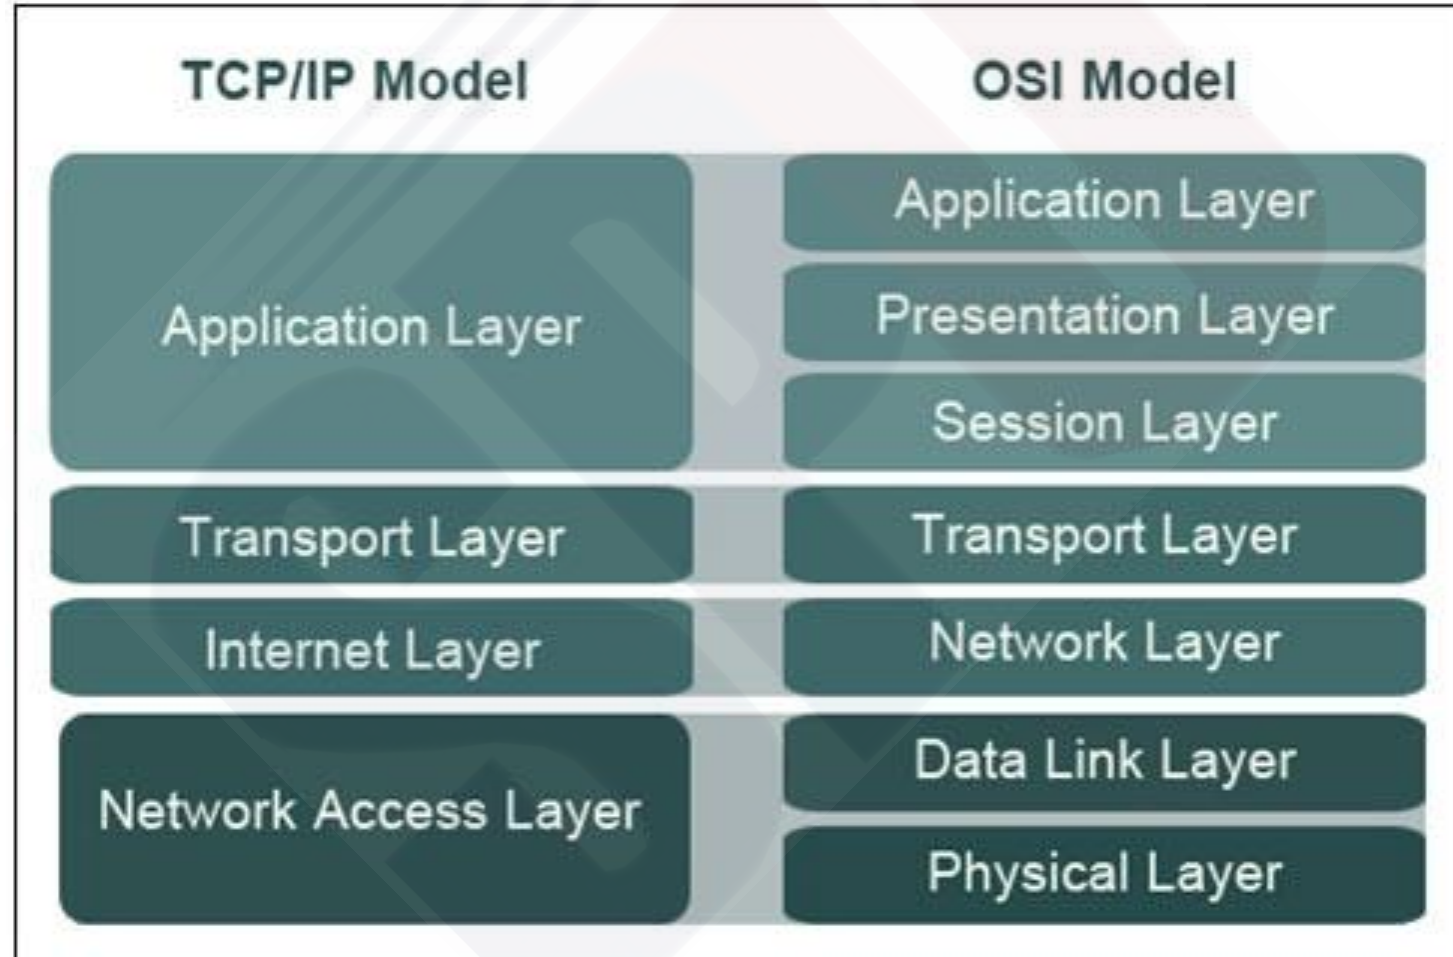 TCP/IP Model
Application Layer
Transport Layer
Internet Layer
Network Access Layer
OSI Model
Application Layer
Presentation Layer
Session Layer
Transport Layer
Network Layer
Data Link Layer
Physical Layer